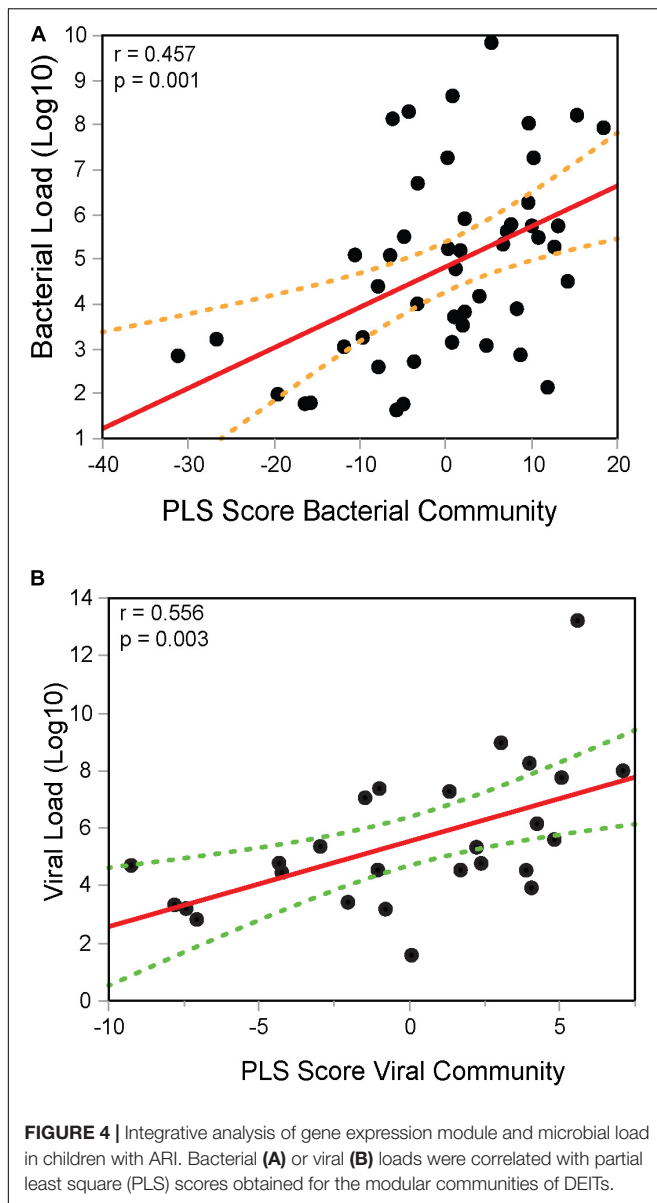 A
r = 0.457
p = 0.001
10
9
8
7
6
5
4
3
2
1
Bacterial Load (Log10)
-40
-30
-20
-10
0
10
20
PLS Score Bacterial Community
B
r = 0.556
p = 0.003
14
12
10
8
6
4
2
0
Viral Load (Log10)
-10
-5
0
5
PLS Score Viral Community
FIGURE 4 | Integrative analysis of gene expression module and microbial load
in children with ARI. Bacterial (A) or viral (B) loads were correlated with partial
least square (PLS) scores obtained for the modular communities of DEITs.